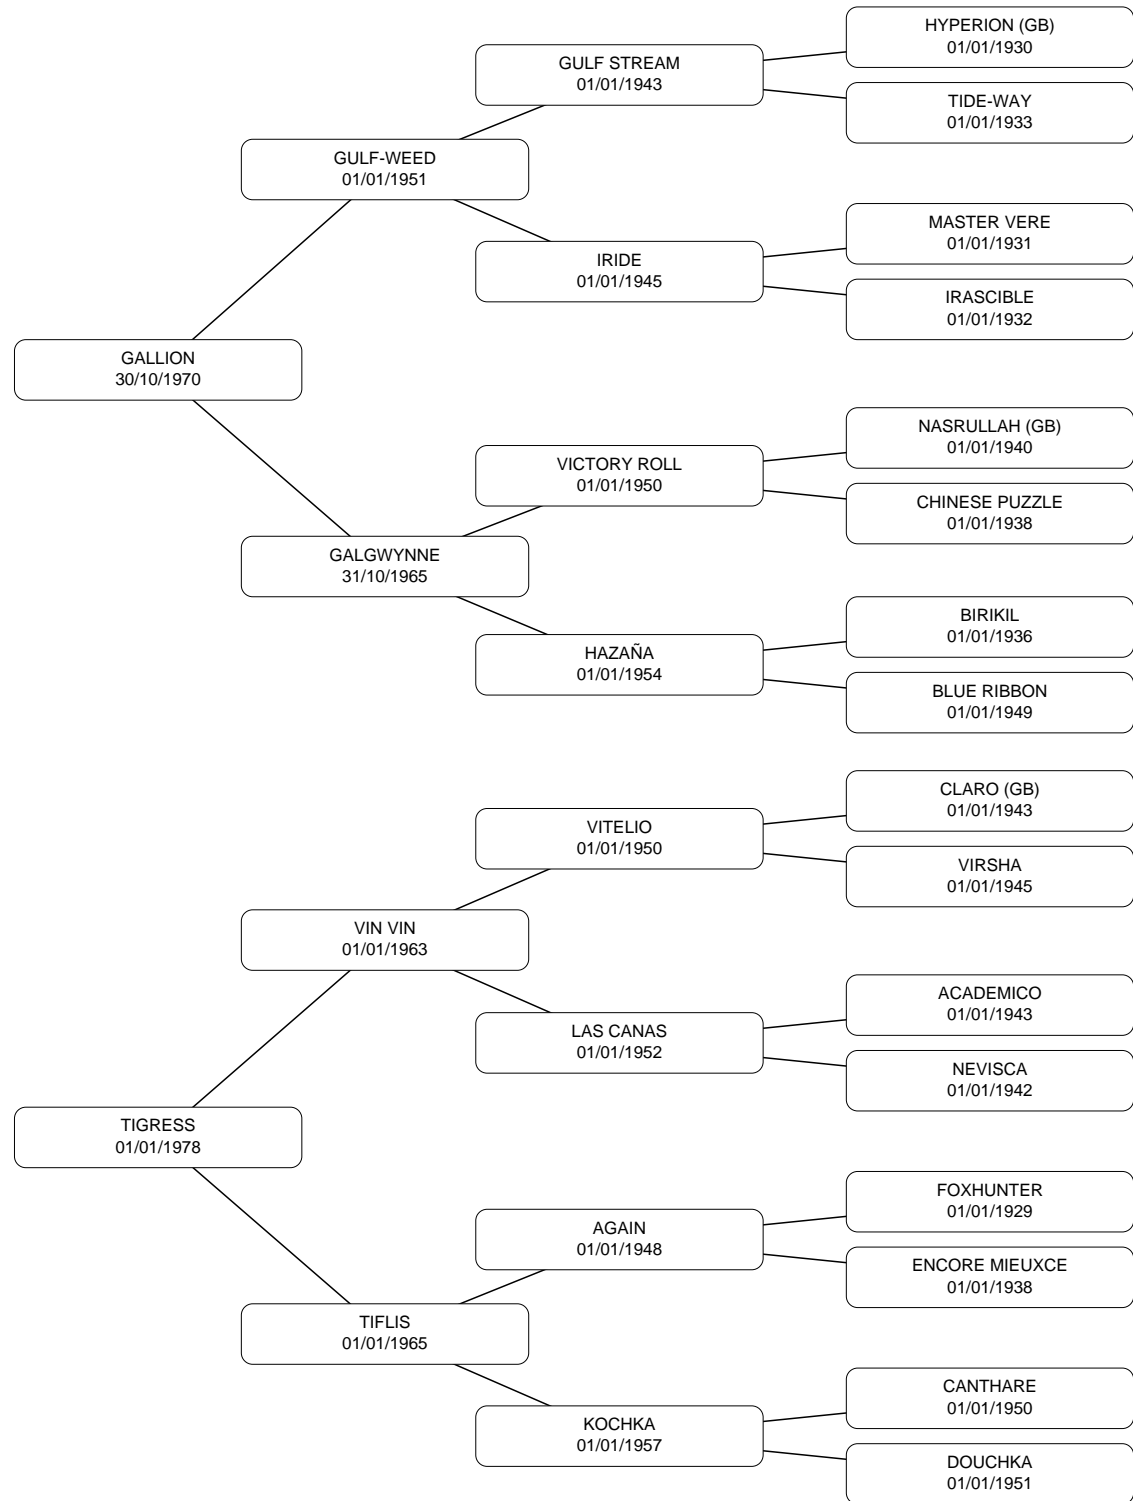 HYPERION (GB)
01/01/1930
GULF STREAM
01/01/1943
TIDE-WAY
01/01/1933
GULF-WEED
01/01/1951
MASTER VERE
01/01/1931
IRIDE
01/01/1945
IRASCIBLE
01/01/1932
GALLION
30/10/1970
NASRULLAH (GB)
01/01/1940
VICTORY ROLL
01/01/1950
CHINESE PUZZLE
01/01/1938
GALGWYNNE
31/10/1965
BIRIKIL
01/01/1936
HAZAÑA
01/01/1954
BLUE RIBBON
01/01/1949
CLARO (GB)
01/01/1943
VITELIO
01/01/1950
VIRSHA
01/01/1945
VIN VIN
01/01/1963
ACADEMICO
01/01/1943
LAS CANAS
01/01/1952
NEVISCA
01/01/1942
TIGRESS
01/01/1978
FOXHUNTER
01/01/1929
AGAIN
01/01/1948
ENCORE MIEUXCE
01/01/1938
TIFLIS
01/01/1965
CANTHARE
01/01/1950
KOCHKA
01/01/1957
DOUCHKA
01/01/1951